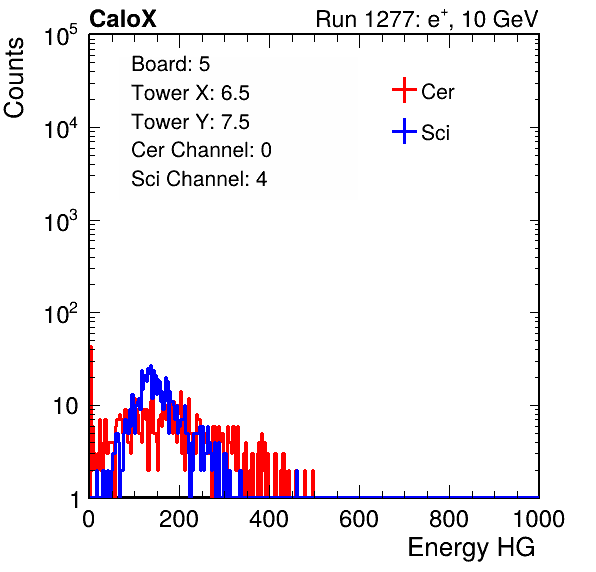 CaloX Run 1277: e⁺, 10 GeV
Counts
10⁵
10⁴
10³
10²
10
1
Board: 5
Tower X: 6.5
Tower Y: 7.5
Cer Channel: 0
Sci Channel: 4
Cer
Sci
0 200 400 600 800 1000
Energy HG